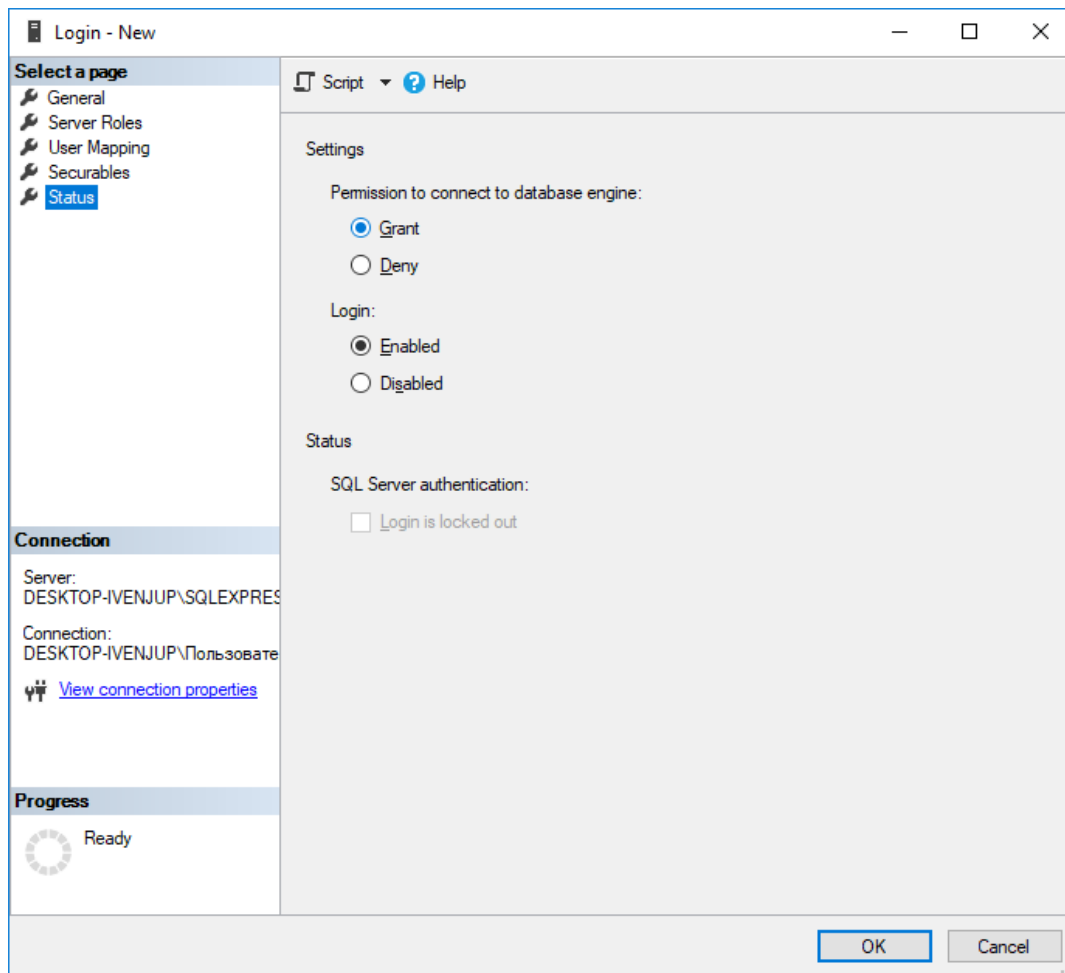 Login - New
Select a page
General
Server Roles
User Mapping
Securables
Status
Script
Help
Settings
Permission to connect to database engine:
Grant
Deny
Login:
Enabled
Disabled
Status
SQL Server authentication:
Login is locked out
Connection
Server:
DESKTOP-IVENJUP\SQLEXPRES
Connection:
DESKTOP-IVENJUP\Пользовате
View connection properties
Progress
Ready
OK
Cancel